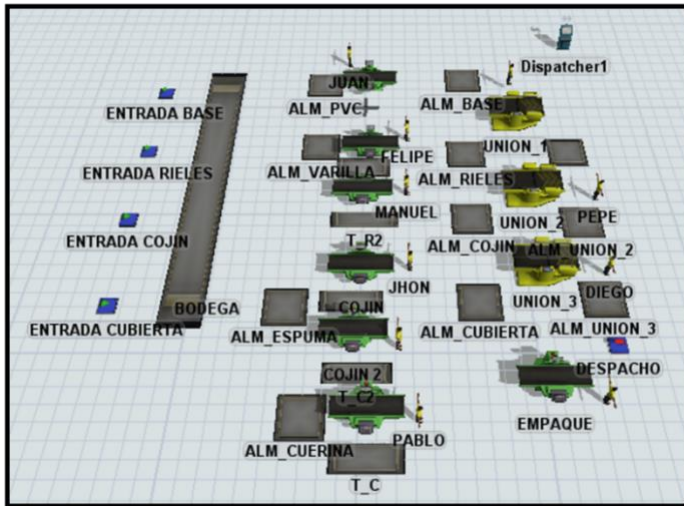 Dispatcher1
JUAN
ENTRADA BASE
ALM_PVC
ALM_BASE
UNION_1
FELIPE
ENTRADA RIELES
ALM_VARILLA
ALM_RIELES
MANUEL
UNION_2
PEPE
ENTRADA COJIN
T_R2
ALM_COJIN
ALM_UNION_2
JHON
DIEGO
BODEGA
COJIN
UNION_3
ENTRADA CUBIERTA
ALM_ESPUMA
ALM_CUBIERTA
ALM_UNION_3
COJIN 2
DESPACHO
T_C2
EMPAQUE
PABLO
ALM_CUERINA
T_C